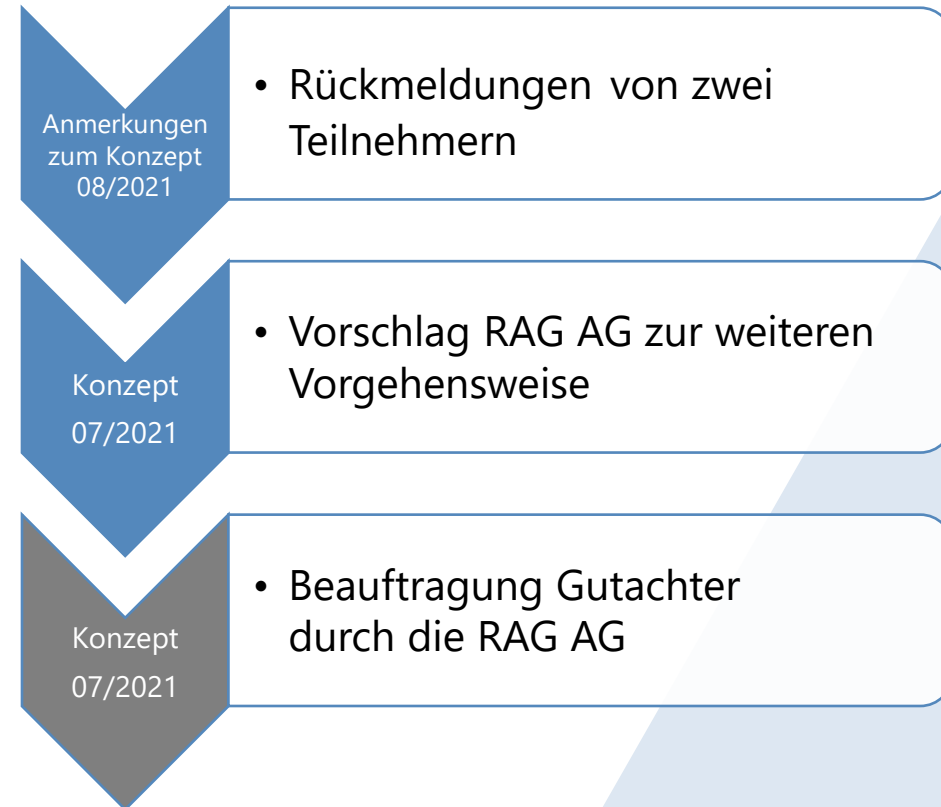 Anmerkungen
zum Konzept
08/2021
• Rückmeldungen von zwei
Teilnehmern
Konzept
07/2021
• Vorschlag RAG AG zur weiteren
Vorgehensweise
Konzept
07/2021
• Beauftragung Gutachter
durch die RAG AG